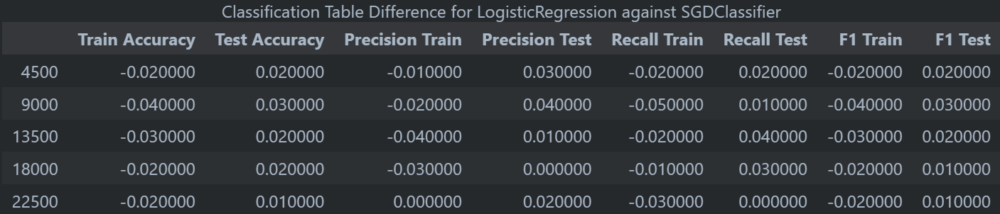 Classification Table Difference for LogisticRegression against SGDClassifier
Train Accuracy Test Accuracy Precision Train Precision Test Recall Train Recall Test F1 Train F1 Test
4500 -0.020000 0.020000 -0.010000 0.030000 -0.020000 0.020000 -0.020000 0.020000
9000 -0.040000 0.030000 -0.020000 0.040000 -0.050000 0.010000 -0.040000 0.030000
13500 -0.030000 0.020000 -0.040000 0.010000 -0.020000 0.040000 -0.030000 0.020000
18000 -0.020000 0.020000 -0.030000 0.000000 -0.010000 0.030000 -0.020000 0.010000
22500 -0.020000 0.010000 0.000000 0.020000 -0.030000 0.000000 -0.020000 0.010000